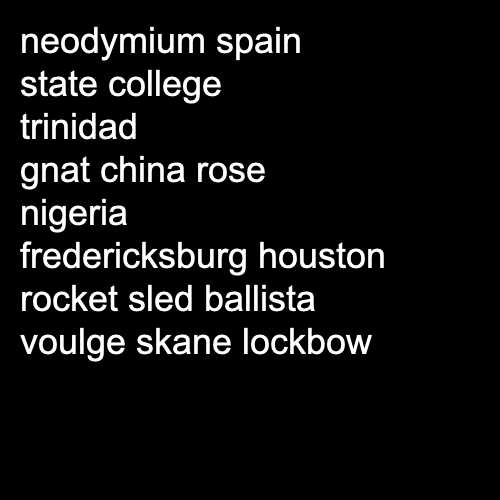 neodymium spain
state college
trinidad
gnat china rose
nigeria
fredericksburg houston
rocket sled ballista
voulge skane lockbow